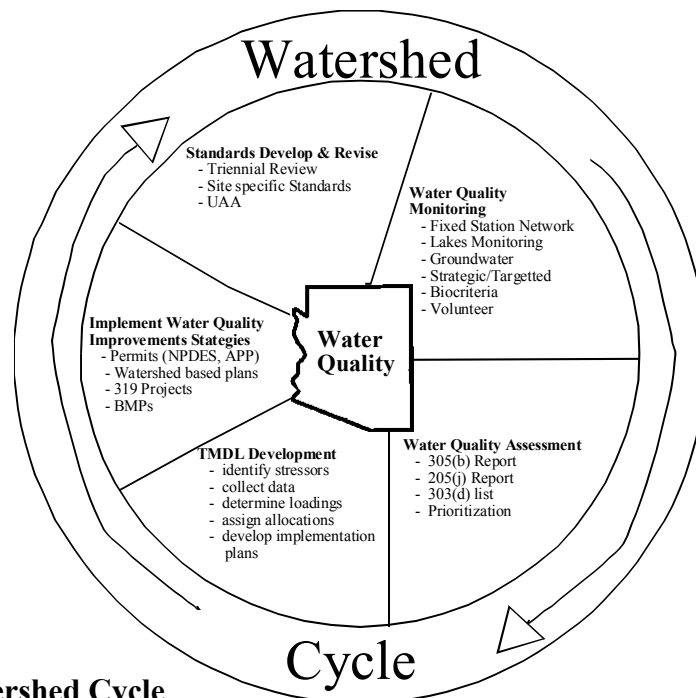 Watershed
Standards Develop & Revise
- Triennial Review
- Site specific Standards
- UAA
Water Quality
Monitoring
- Fixed Station Network
- Lakes Monitoring
- Groundwater
- Strategic/Targetted
- Biocriteria
- Volunteer
Implement Water Quality
Improvements Stategies
- Permits (NPDES, APP)
- Watershed based plans
- 319 Projects
- BMPs
Water
Quality
TMDL Development
- identify stressors
- collect data
- determine loadings
- assign allocations
- develop implementation
plans
Water Quality Assessment
- 305(b) Report
- 205(j) Report
- 303(d) list
- Prioritization
Cycle
Cycle